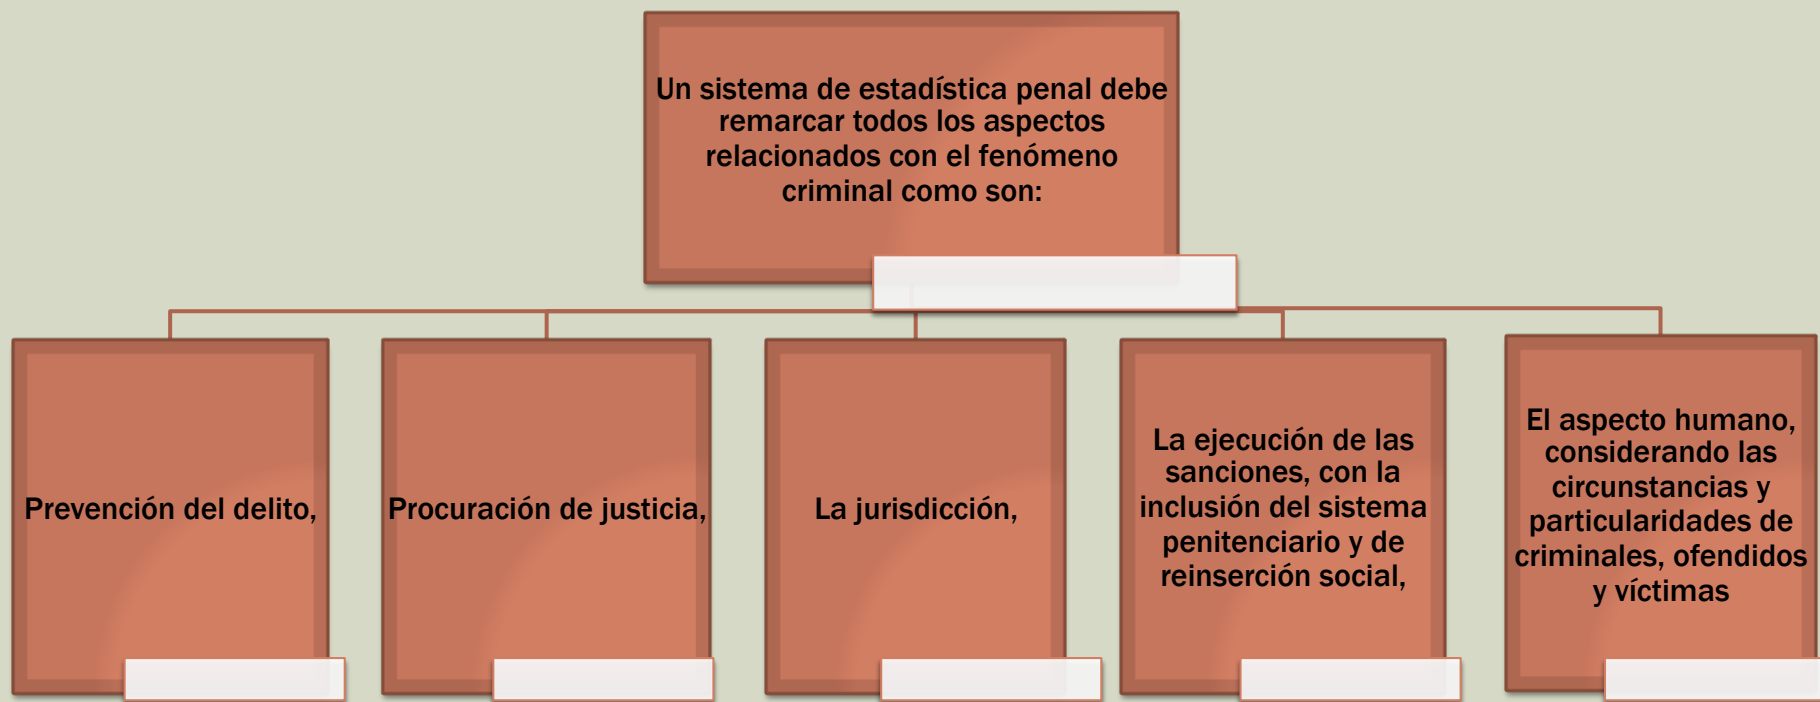 Un sistema de estadística penal debe
remarcar todos los aspectos
relacionados con el fenómeno
criminal como son:
Prevención del delito,
Procuración de justicia,
La jurisdicción,
La ejecución de las
sanciones, con la
inclusión del sistema
penitenciario y de
reinserción social,
El aspecto humano,
considerando las
circunstancias y
particularidades de
criminales, ofendidos
y víctimas